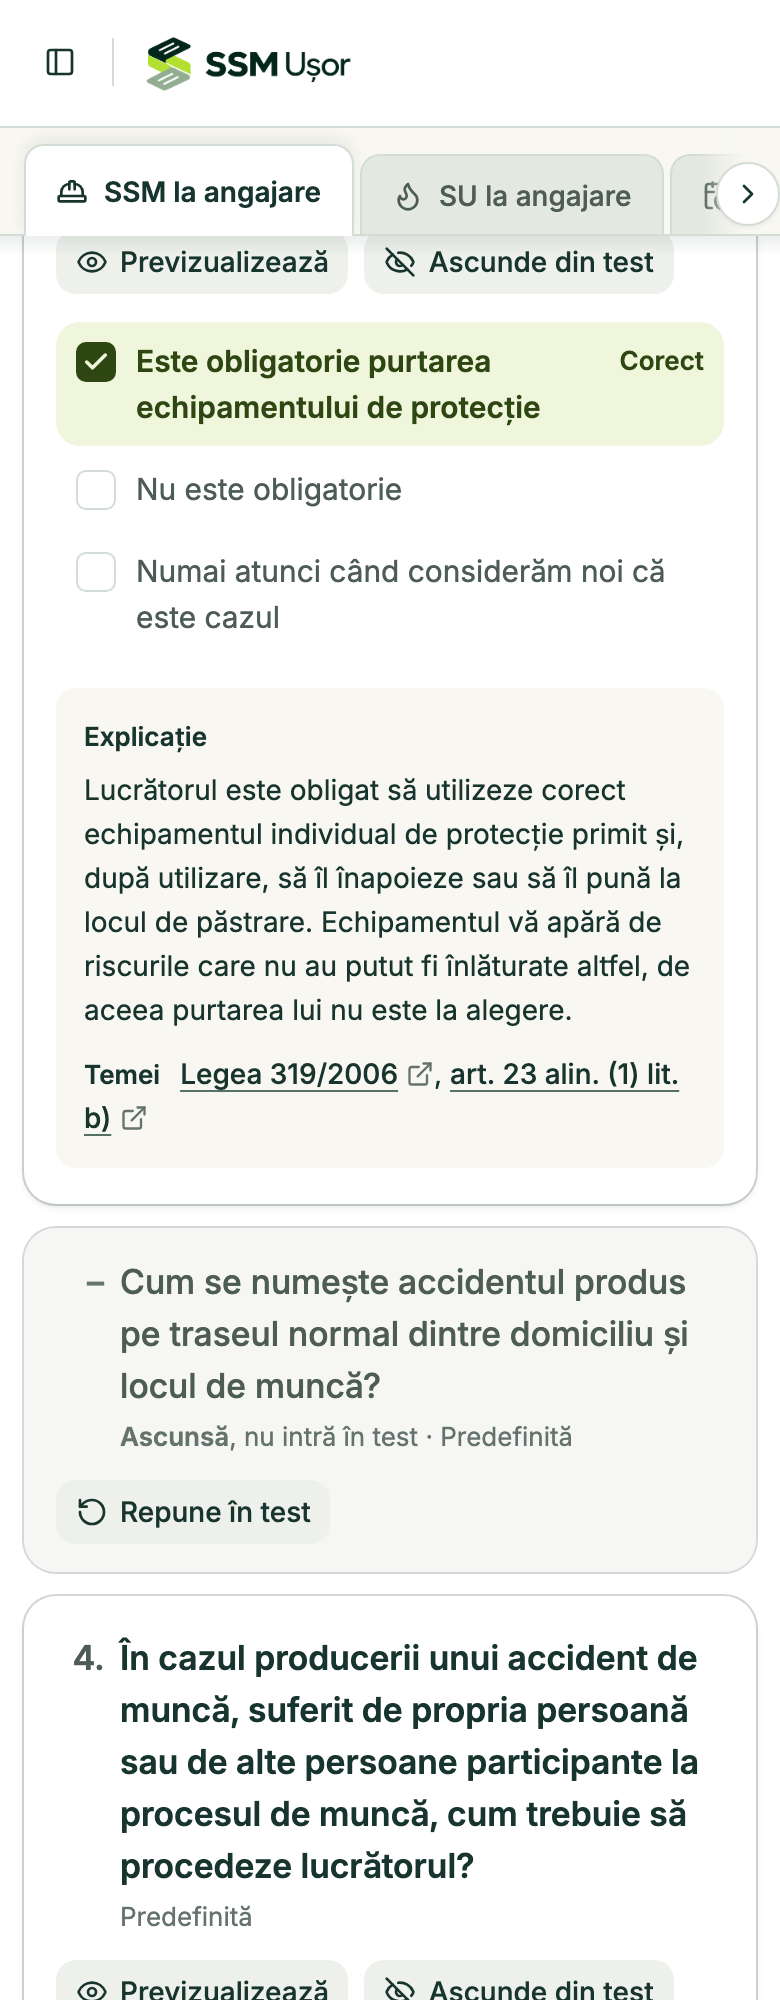 SSM Ușor
SSM la angajare
SU la angajare
Previzualizează
Ascunde din test
Este obligatorie purtarea
echipamentului de protecție
Corect
Nu este obligatorie
Numai atunci când considerăm noi că
este cazul
Explicație
Lucrătorul este obligat să utilizeze corect
echipamentul individual de protecție primit și,
după utilizare, să îl înapoieze sau să îl pună la
locul de păstrare. Echipamentul vă apără de
riscurile care nu au putut fi înlăturate altfel, de
aceea purtarea lui nu este la alegere.
Temei Legea 319/2006, art. 23 alin. (1) lit.
b)
– Cum se numește accidentul produs
pe traseul normal dintre domiciliu și
locul de muncă?
Ascunsă, nu intră în test · Predefinită
Repune în test
4. În cazul producerii unui accident de
muncă, suferit de propria persoană
sau de alte persoane participante la
procesul de muncă, cum trebuie să
procedeze lucrătorul?
Predefinită
Previzualizează
Ascunde din test